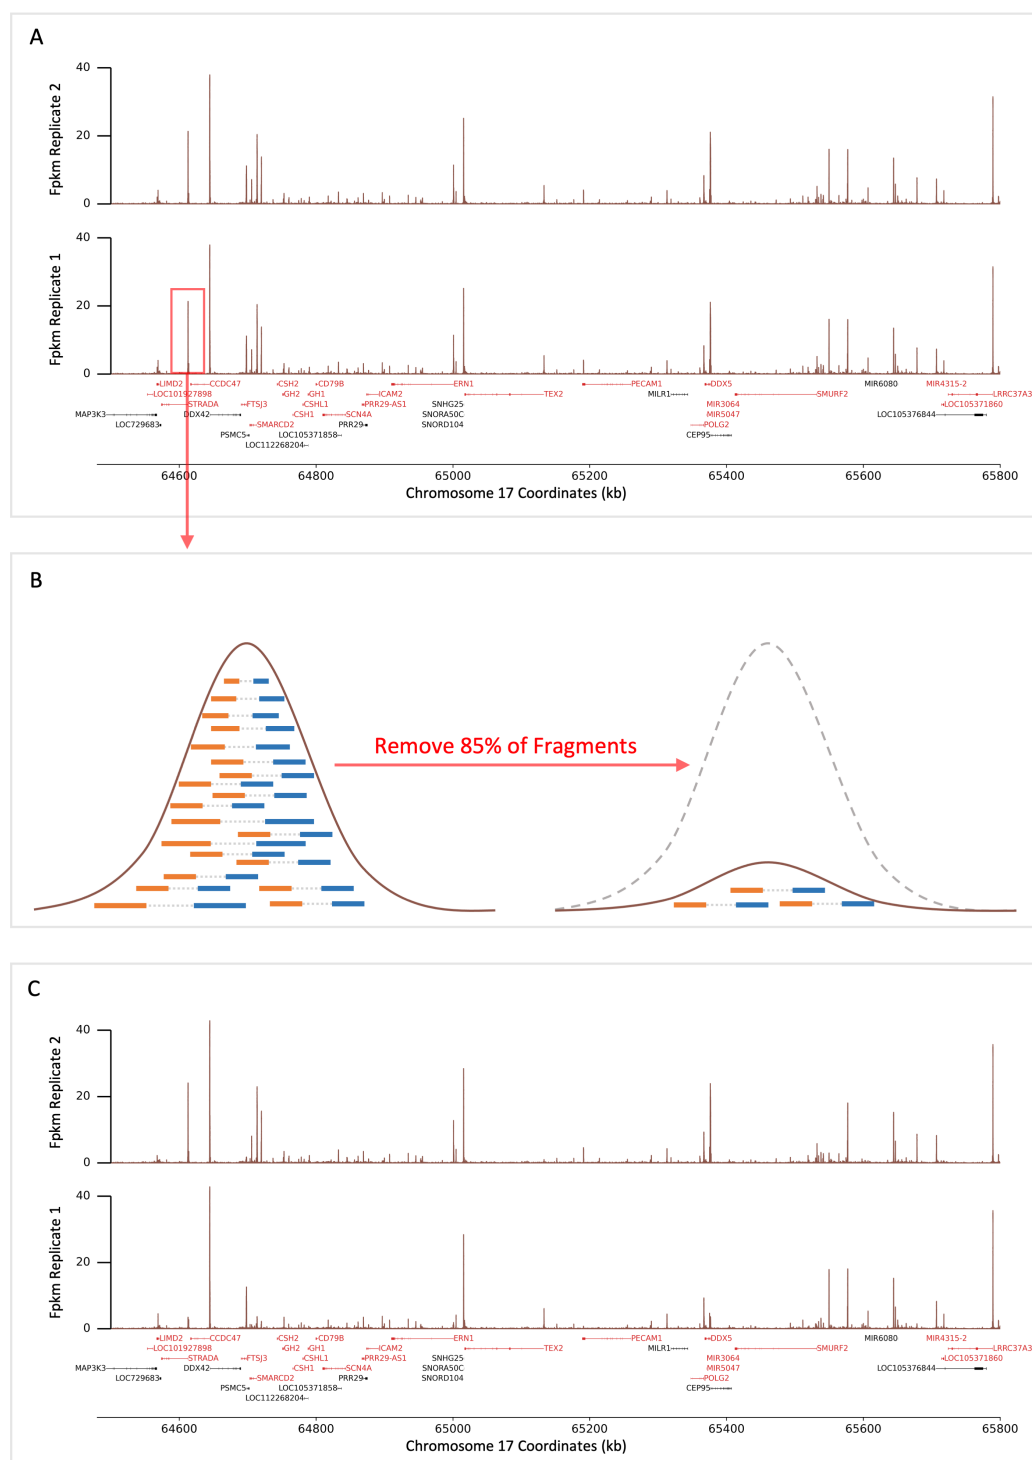 A
Fpkm Replicate 2
40
20
0
Fpkm Replicate 1
40
20
0
LIMD2 CCDC47 CSH2 CD79B ERN1 PECAM1 DDX5 MIR6080 MIR4315-2
LOC101927898 GH2 GH1 ICAM2 SNHG25 TEX2 MILR1 SMURF2 LRRC37A3
STRADA FTSJ3 CSHL1 PRR29-AS1 SNORA50C MIR3064 LOC371860
MAP3K3 DDX42 CSH1 SCN4A SNORD104 MIR5047 LOC105376844
LOC729683 SMARCD2 PRR29 POLG2
PSMC5 LOC105371858 CEP95
LOC112268204
64600 64800 65000 65200 65400 65600 65800
Chromosome 17 Coordinates (kb)
B
Remove 85% of Fragments
C
Fpkm Replicate 2
40
20
0
Fpkm Replicate 1
40
20
0
LIMD2 CCDC47 CSH2 CD79B ERN1 PECAM1 DDX5 MIR6080 MIR4315-2
LOC101927898 GH2 GH1 ICAM2 TEX2 MILR1 SMURF2 LRRC37A3
STRADA FTSJ3 CSHL1 PRR29-AS1 SNHG25 MIR3064 LOC105371860
MAP3K3 DDX42 CSH1 SCN4A SNORA50C MIR5047 LOC105376844
LOC729683 SMARCD2 PRR29 SNORD104 POLG2
PSMC5 LOC105371858 CEP95
LOC112268204
64600 64800 65000 65200 65400 65600 65800
Chromosome 17 Coordinates (kb)